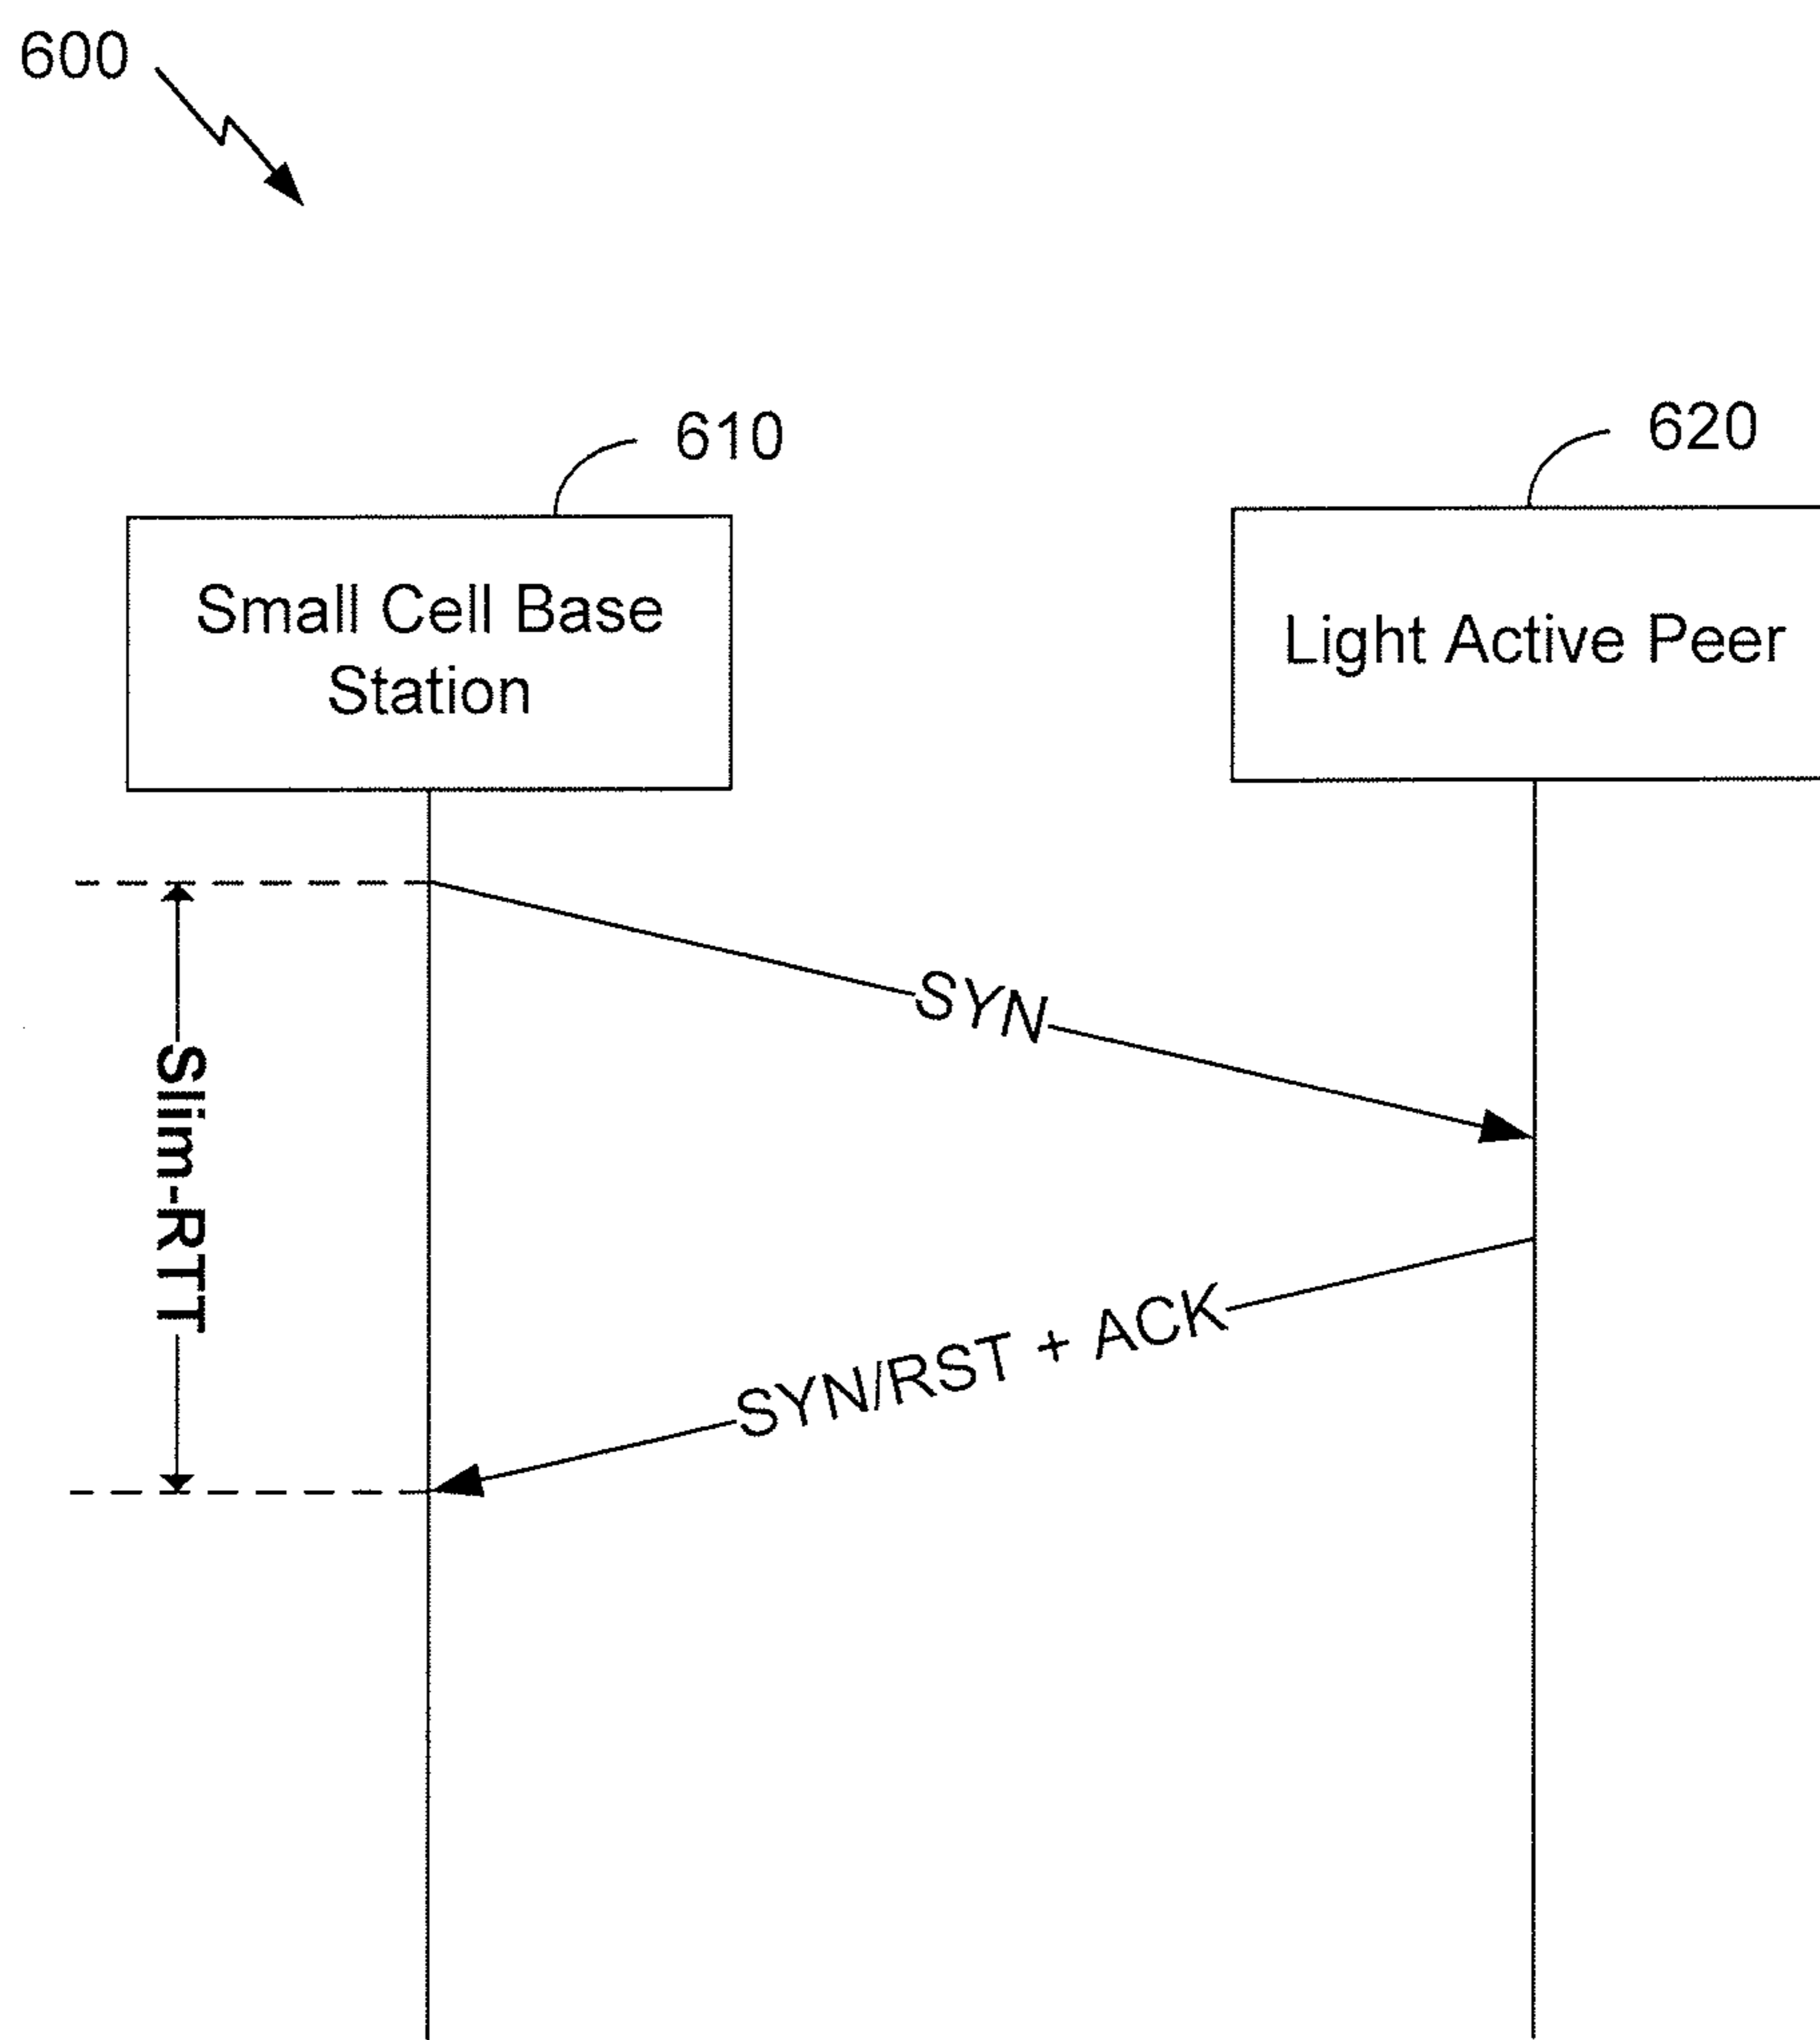 600
610
620
Small Cell Base
Station
Light Active Peer
SYN
Slim-RTT
SYN/RST + ACK